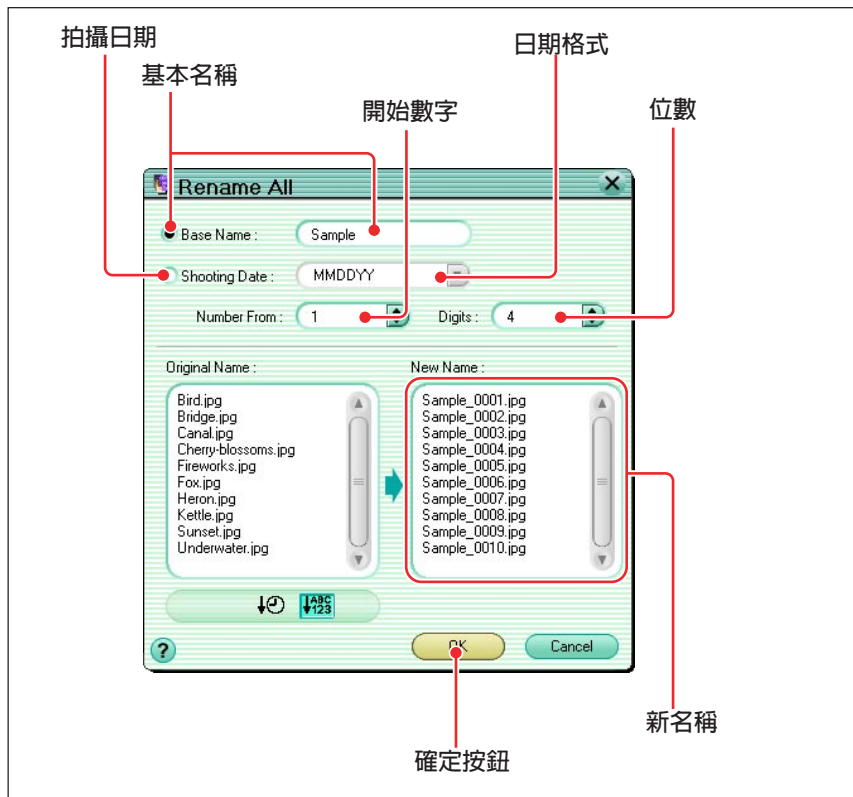 拍攝日期
日期格式
基本名稱
開始數字
位數
Rename All
Base Name :
Sample
Shooting Date :
MMDDYY
Number From :
1
Digits :
4
Original Name :
New Name :
Bird.jpg
Bridge.jpg
Canal.jpg
Cherry-blossoms.jpg
Fireworks.jpg
Fox.jpg
Heron.jpg
Kettle.jpg
Sunset.jpg
Underwater.jpg
Sample_0001.jpg
Sample_0002.jpg
Sample_0003.jpg
Sample_0004.jpg
Sample_0005.jpg
Sample_0006.jpg
Sample_0007.jpg
Sample_0008.jpg
Sample_0009.jpg
Sample_0010.jpg
ABC
123
?
OK
Cancel
新名稱
確定按鈕